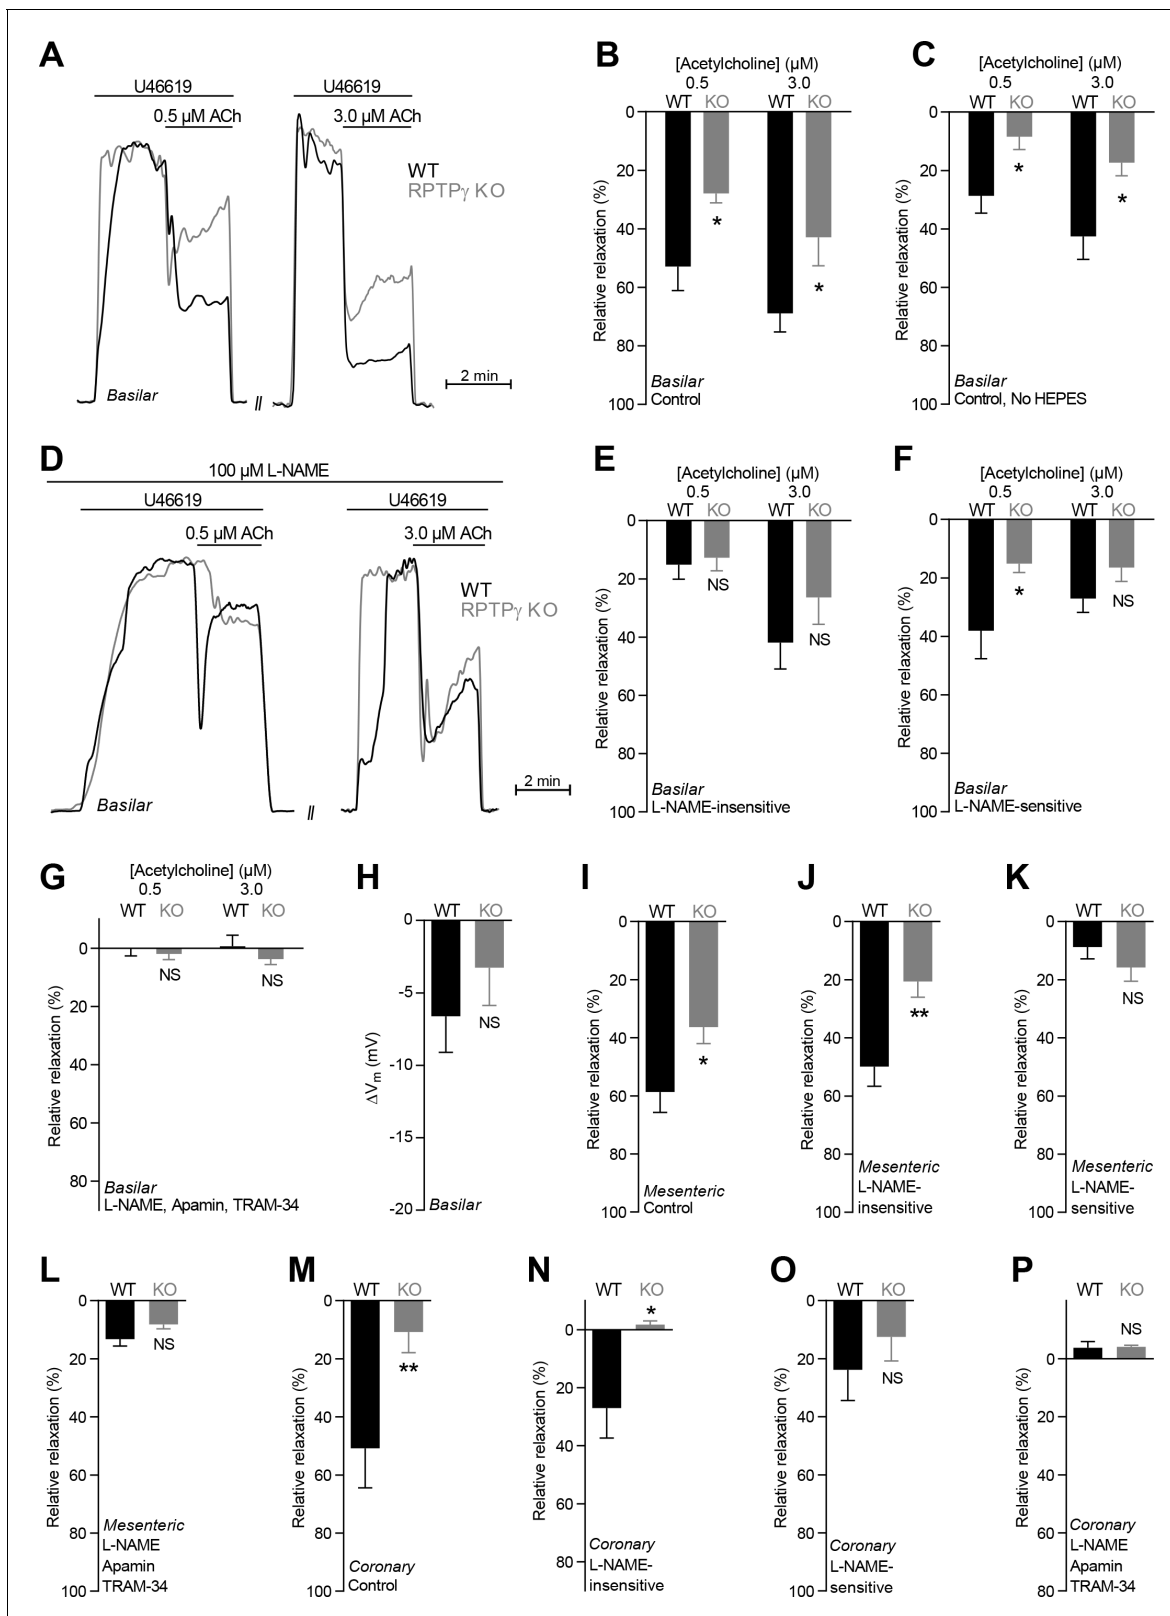 A
U46619
0.5 µM ACh
U46619
3.0 µM ACh
WT
RPTPγ KO
Basilar
//
2 min
B
[Acetylcholine] (µM)
0.5 3.0
WT KO WT KO
0
20
40
60
80
100
Relative relaxation (%)
*
*
Basilar
Control
C
[Acetylcholine] (µM)
0.5 3.0
WT KO WT KO
0
20
40
60
80
100
Relative relaxation (%)
*
*
Basilar
Control, No HEPES
D
100 µM L-NAME
U46619
0.5 µM ACh
U46619
3.0 µM ACh
WT
RPTPγ KO
Basilar
//
2 min
E
[Acetylcholine] (µM)
0.5 3.0
WT KO WT KO
0
20
40
60
80
100
Relative relaxation (%)
NS
NS
Basilar
L-NAME-insensitive
F
[Acetylcholine] (µM)
0.5 3.0
WT KO WT KO
0
20
40
60
80
100
Relative relaxation (%)
*
NS
Basilar
L-NAME-sensitive
G
[Acetylcholine] (µM)
0.5 3.0
WT KO WT KO
0
20
40
60
80
Relative relaxation (%)
NS
NS
Basilar
L-NAME, Apamin, TRAM-34
H
WT KO
0
-5
-10
-15
-20
ΔVm (mV)
NS
Basilar
I
WT KO
0
20
40
60
80
100
Relative relaxation (%)
*
Mesenteric
Control
J
WT KO
0
20
40
60
80
100
Relative relaxation (%)
**
Mesenteric
L-NAME-
insensitive
K
WT KO
0
20
40
60
80
100
Relative relaxation (%)
NS
Mesenteric
L-NAME-
sensitive
L
WT KO
0
20
40
60
80
100
Relative relaxation (%)
NS
Mesenteric
L-NAME
Apamin
TRAM-34
M
WT KO
0
20
40
60
80
100
Relative relaxation (%)
**
Coronary
Control
N
WT KO
0
20
40
60
80
Relative relaxation (%)
*
Coronary
L-NAME-
insensitive
O
WT KO
0
20
40
60
80
100
Relative relaxation (%)
NS
Coronary
L-NAME-
sensitive
P
WT KO
0
20
40
60
80
Relative relaxation (%)
NS
Coronary
L-NAME
Apamin
TRAM-34